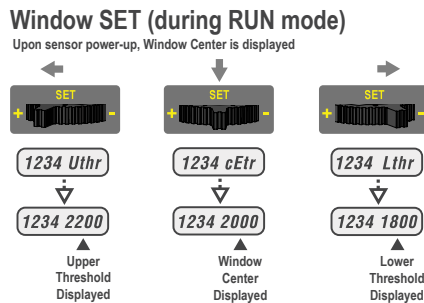 Window SET (during RUN mode)
Upon sensor power-up, Window Center is displayed
SET
+ -
SET
+ -
SET
+ -
1234 Uthr
1234 cEtr
1234 Lthr
1234 2200
1234 2000
1234 1800
Upper
Threshold
Displayed
Window
Center
Displayed
Lower
Threshold
Displayed